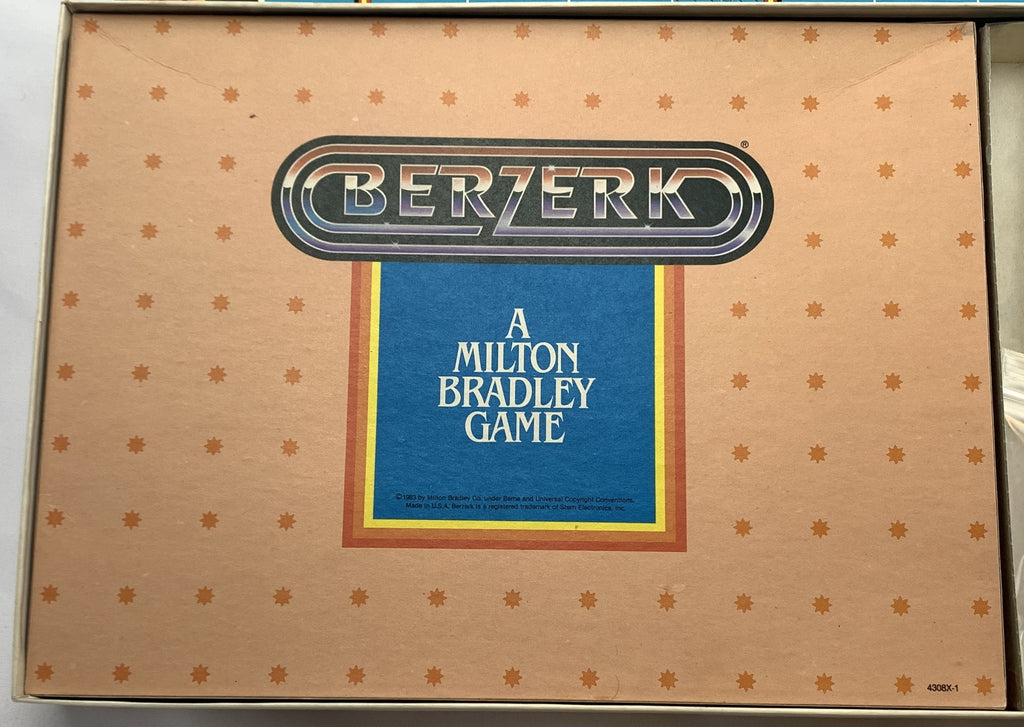 BERZERK®
A
MILTON
BRADLEY
GAME
©1983 by Milton Bradley Co. under Berne and Universal Copyright Conventions.
Made in U.S.A. Berzerk is a registered trademark of Stern Electronics, Inc.
4308X-1